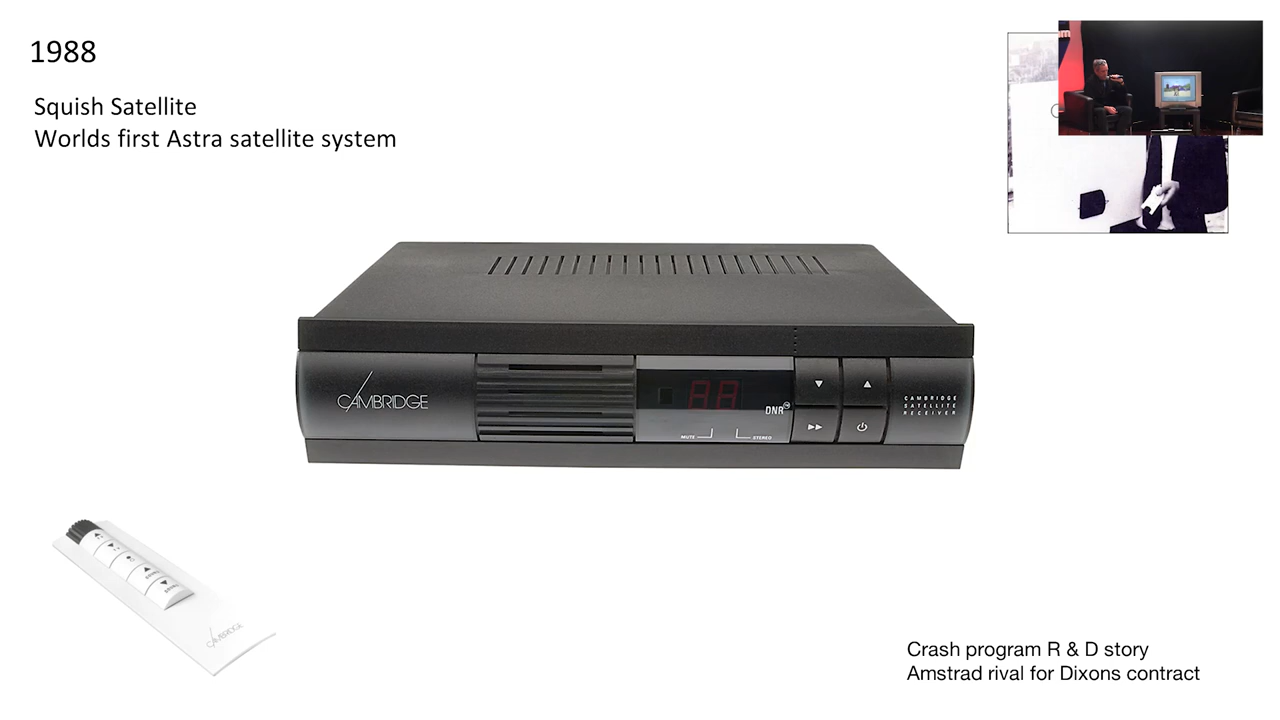 1988
Squish Satellite
Worlds first Astra satellite system
CAMBRIDGE
DNR
MUTE
STEREO
CAMBRIDGE
SATELLITE
RECEIVER
CAMBRIDGE
Crash program R & D story
Amstrad rival for Dixons contract